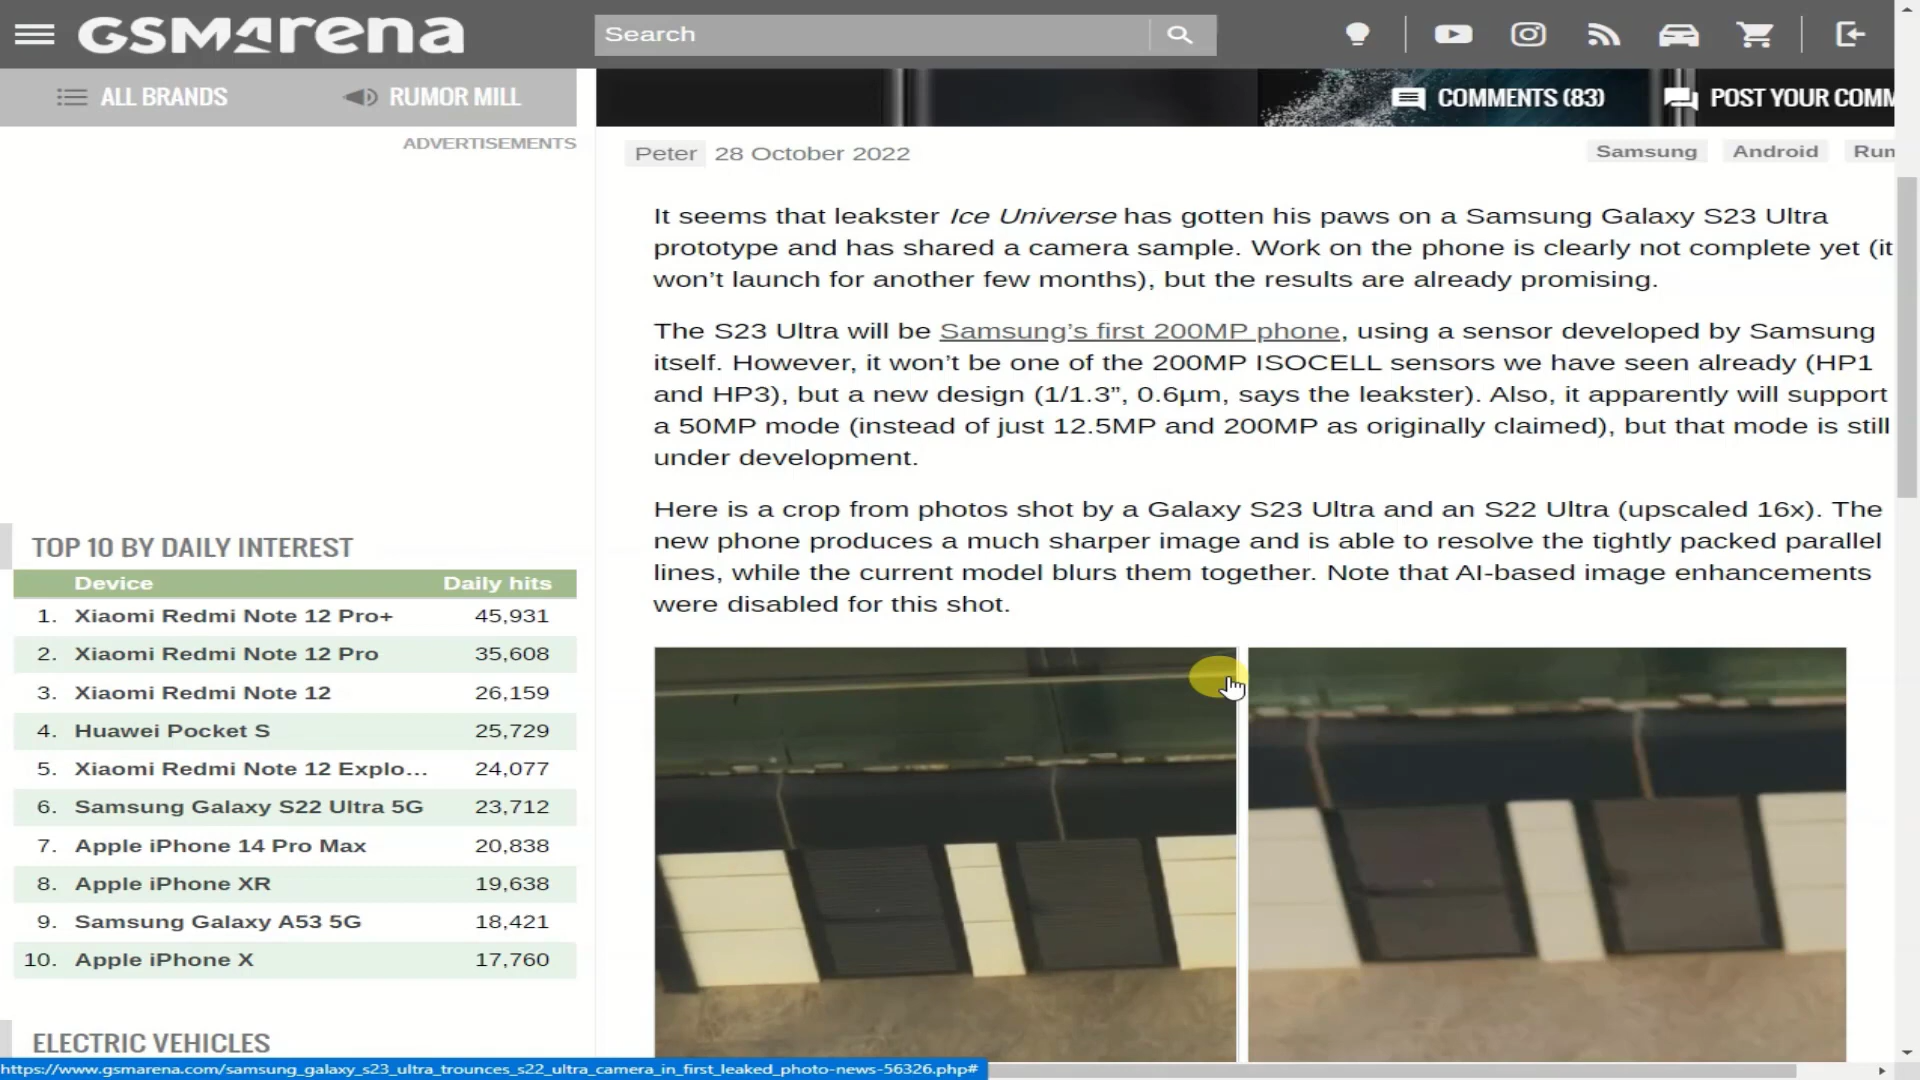 GSMArena
Search
ALL BRANDS
RUMOR MILL
COMMENTS (83)
POST YOUR COMM
ADVERTISEMENTS
Peter 28 October 2022
Samsung Android Rum
It seems that leakster Ice Universe has gotten his paws on a Samsung Galaxy S23 Ultra
prototype and has shared a camera sample. Work on the phone is clearly not complete yet (it
won’t launch for another few months), but the results are already promising.
The S23 Ultra will be Samsung’s first 200MP phone, using a sensor developed by Samsung
itself. However, it won’t be one of the 200MP ISOCELL sensors we have seen already (HP1
and HP3), but a new design (1/1.3”, 0.6µm, says the leakster). Also, it apparently will support
a 50MP mode (instead of just 12.5MP and 200MP as originally claimed), but that mode is still
under development.
Here is a crop from photos shot by a Galaxy S23 Ultra and an S22 Ultra (upscaled 16x). The
new phone produces a much sharper image and is able to resolve the tightly packed parallel
lines, while the current model blurs them together. Note that AI-based image enhancements
were disabled for this shot.
TOP 10 BY DAILY INTEREST
Device Daily hits
1. Xiaomi Redmi Note 12 Pro+ 45,931
2. Xiaomi Redmi Note 12 Pro 35,608
3. Xiaomi Redmi Note 12 26,159
4. Huawei Pocket S 25,729
5. Xiaomi Redmi Note 12 Explo... 24,077
6. Samsung Galaxy S22 Ultra 5G 23,712
7. Apple iPhone 14 Pro Max 20,838
8. Apple iPhone XR 19,638
9. Samsung Galaxy A53 5G 18,421
10. Apple iPhone X 17,760
ELECTRIC VEHICLES
https://www.gsmarena.com/samsung_galaxy_s23_ultra_trounces_s22_ultra_camera_in_first_leaked_photo-news-56326.php#